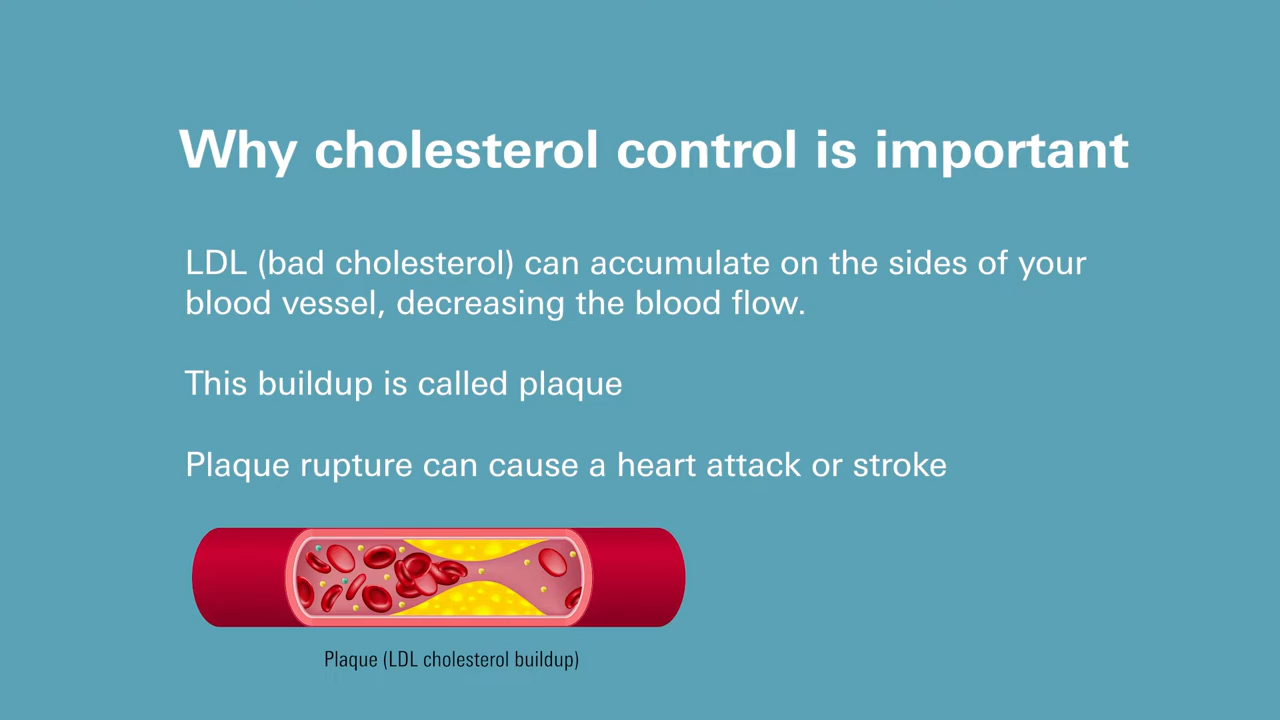 Why cholesterol control is important
LDL (bad cholesterol) can accumulate on the sides of your
blood vessel, decreasing the blood flow.
This buildup is called plaque
Plaque rupture can cause a heart attack or stroke
Plaque (LDL cholesterol buildup)